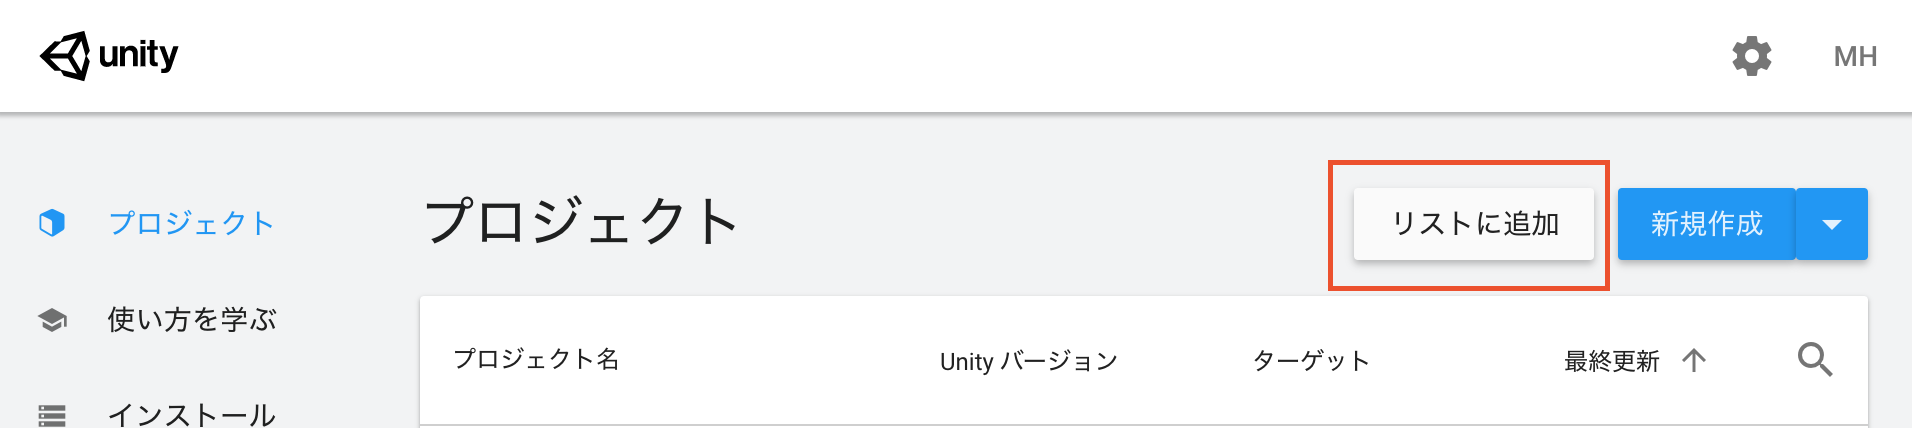 unity
MH
プロジェクト
使い方を学ぶ
インストール
プロジェクト
リストに追加
新規作成
プロジェクト名
Unity バージョン
ターゲット
最終更新